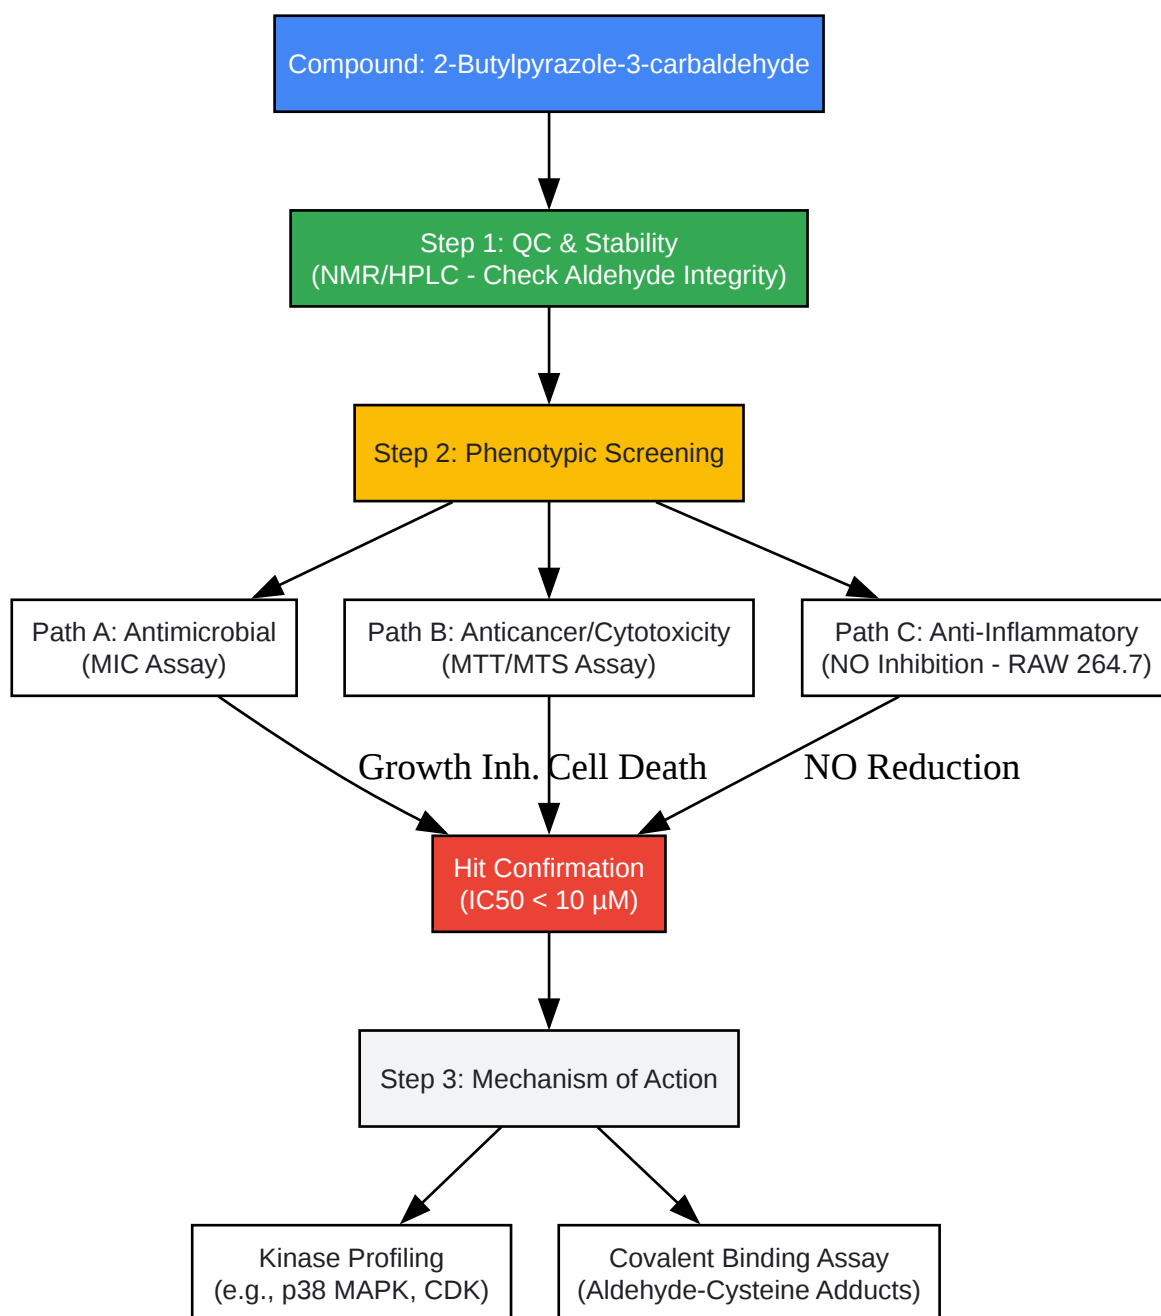 Compound: 2-Butylpyrazole-3-carbaldehyde
Step 1: QC & Stability
(NMR/HPLC - Check Aldehyde Integrity)
Step 2: Phenotypic Screening
Path A: Antimicrobial
(MIC Assay)
Path B: Anticancer/Cytotoxicity
(MTT/MTS Assay)
Path C: Anti-Inflammatory
(NO Inhibition - RAW 264.7)
Growth Inh.
Cell Death
NO Reduction
Hit Confirmation
(IC50 < 10 µM)
Step 3: Mechanism of Action
Kinase Profiling
(e.g., p38 MAPK, CDK)
Covalent Binding Assay
(Aldehyde-Cysteine Adducts)